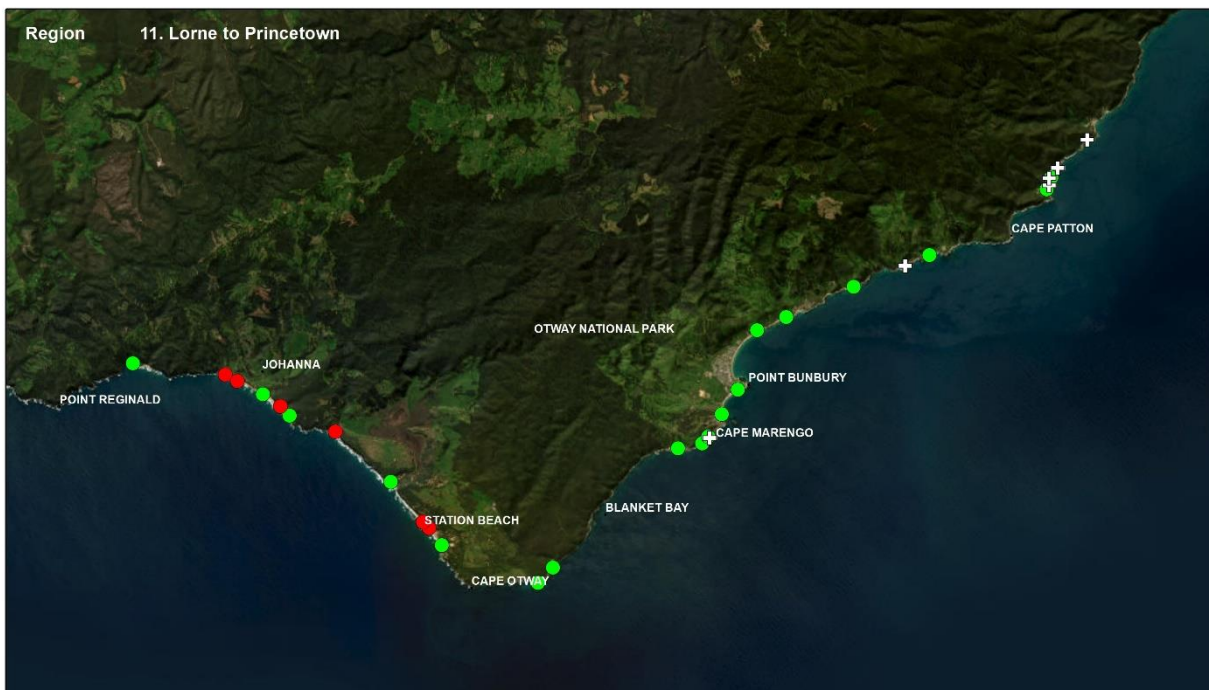 Region 11. Lorne to Princetown
CAPE PATTON
OTWAY NATIONAL PARK
JOHANNA
POINT BUNBURY
POINT REGINALD
CAPE MARENGO
BLANKET BAY
STATION BEACH
CAPE OTWAY